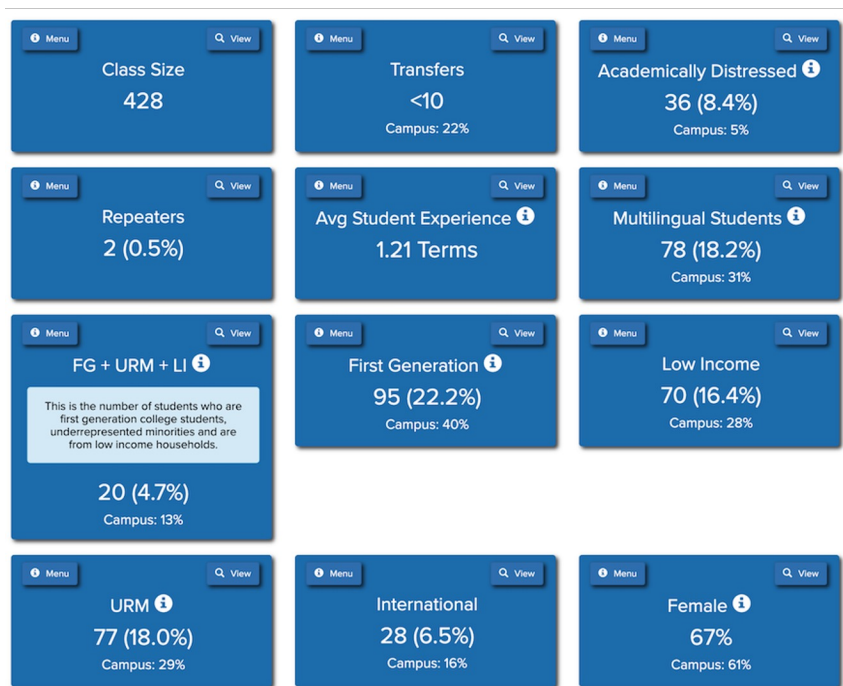 Menu View
Class Size
428
Menu View
Transfers
<10
Campus: 22%
Menu View
Academically Distressed
36 (8.4%)
Campus: 5%
Menu View
Repeaters
2 (0.5%)
Menu View
Avg Student Experience
1.21 Terms
Menu View
Multilingual Students
78 (18.2%)
Campus: 31%
Menu View
FG + URM + LI
This is the number of students who are
first generation college students,
underrepresented minorities and are
from low income households.
20 (4.7%)
Campus: 13%
Menu View
First Generation
95 (22.2%)
Campus: 40%
Menu View
Low Income
70 (16.4%)
Campus: 28%
Menu View
URM
77 (18.0%)
Campus: 29%
Menu View
International
28 (6.5%)
Campus: 16%
Menu View
Female
67%
Campus: 61%